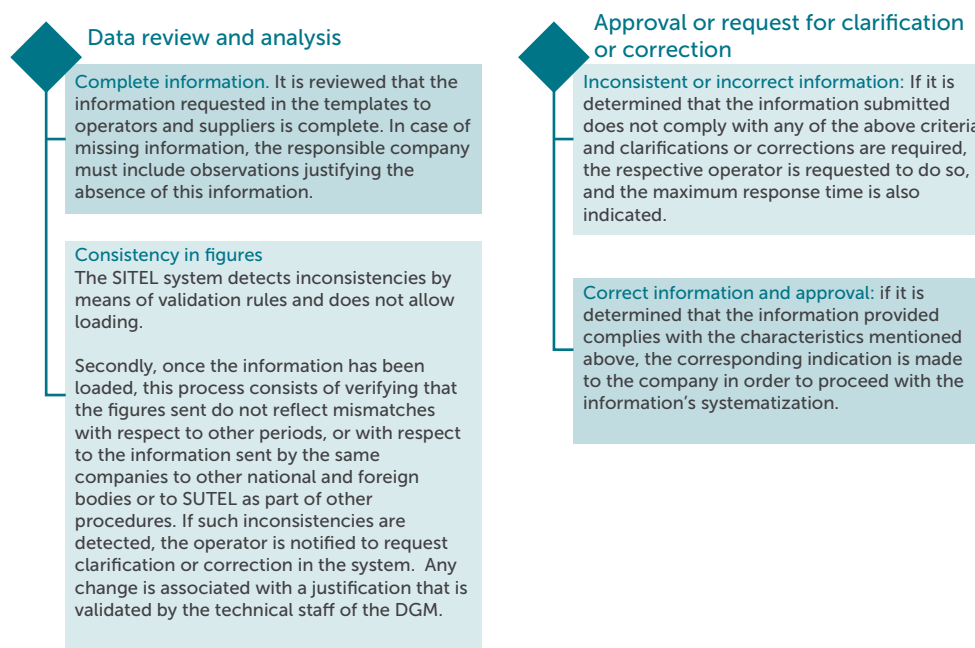 Data review and analysis
Complete information. It is reviewed that the
information requested in the templates to
operators and suppliers is complete. In case of
missing information, the responsible company
must include observations justifying the
absence of this information.
Consistency in figures
The SITEL system detects inconsistencies by
means of validation rules and does not allow
loading.
Secondly, once the information has been
loaded, this process consists of verifying that
the figures sent do not reflect mismatches
with respect to other periods, or with respect
to the information sent by the same
companies to other national and foreign
bodies or to SUTEL as part of other
procedures. If such inconsistencies are
detected, the operator is notified to request
clarification or correction in the system. Any
change is associated with a justification that is
validated by the technical staff of the DGM.
Approval or request for clarification
or correction
Inconsistent or incorrect information: If it is
determined that the information submitted
does not comply with any of the above criteria
and clarifications or corrections are required,
the respective operator is requested to do so,
and the maximum response time is also
indicated.
Correct information and approval: if it is
determined that the information provided
complies with the characteristics mentioned
above, the corresponding indication is made
to the company in order to proceed with the
information’s systematization.